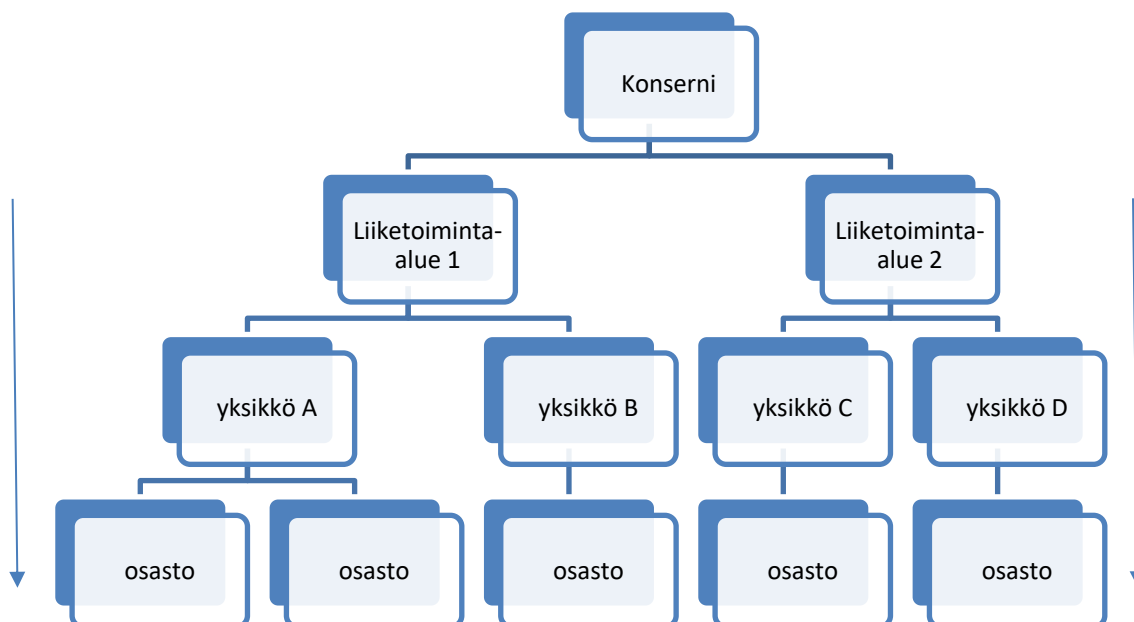 Konserni
Liiketoiminta-
alue 1
Liiketoiminta-
alue 2
yksikkö A
yksikkö B
yksikkö C
yksikkö D
osasto
osasto
osasto
osasto
osasto